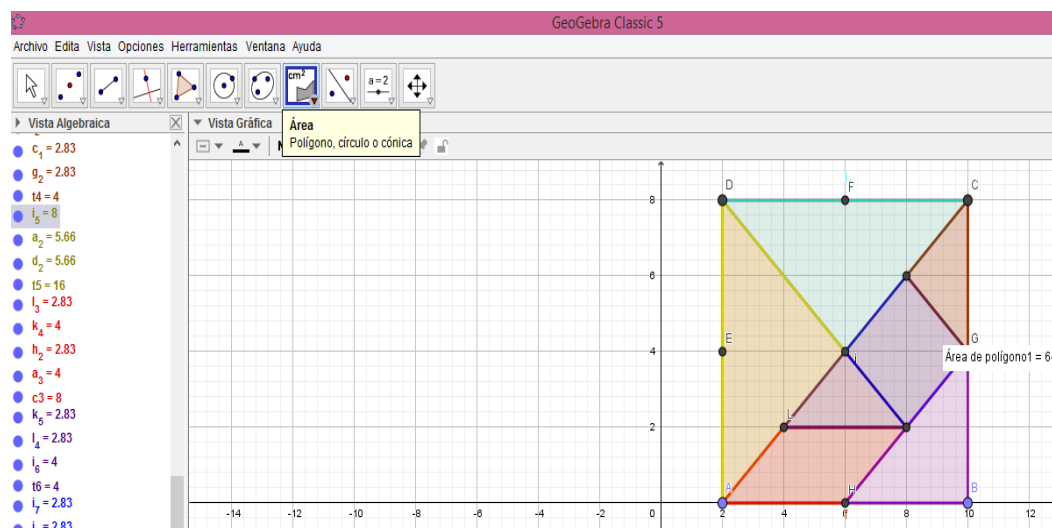 GeoGebra Classic 5
Archivo Edita Vista Opciones Herramientas Ventana Ayuda
cm²
a = 2
Área
Polígono, círculo o cónica
Vista Algebraica
Vista Gráfica
c₁ = 2.83
g₂ = 2.83
t4 = 4
i₅ = 8
a₂ = 5.66
d₂ = 5.66
t5 = 16
l₃ = 2.83
k₄ = 4
h₂ = 2.83
a₃ = 4
c3 = 8
k₅ = 2.83
l₄ = 2.83
i₆ = 4
t6 = 4
i₇ = 2.83
D F C
8
6
E 4 i G
Área de polígono1 = 64
2 L
A H B
-14 -12 -10 -8 -6 -4 -2 0 2 4 6 8 10 12